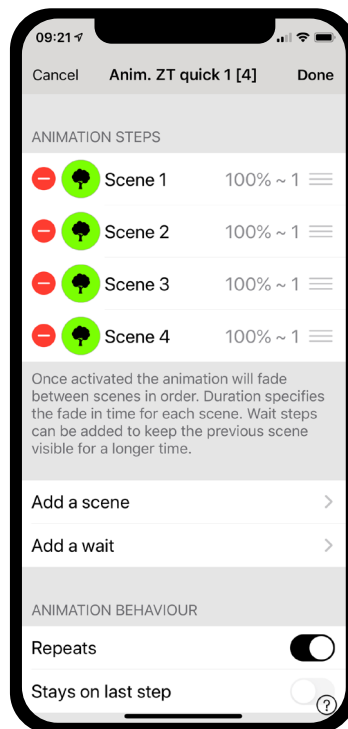 09:21
Cancel Anim. ZT quick 1 [4] Done
ANIMATION STEPS
Scene 1 100% ~ 1
Scene 2 100% ~ 1
Scene 3 100% ~ 1
Scene 4 100% ~ 1
Once activated the animation will fade
between scenes in order. Duration specifies
the fade in time for each scene. Wait steps
can be added to keep the previous scene
visible for a longer time.
Add a scene
Add a wait
ANIMATION BEHAVIOUR
Repeats
Stays on last step
?